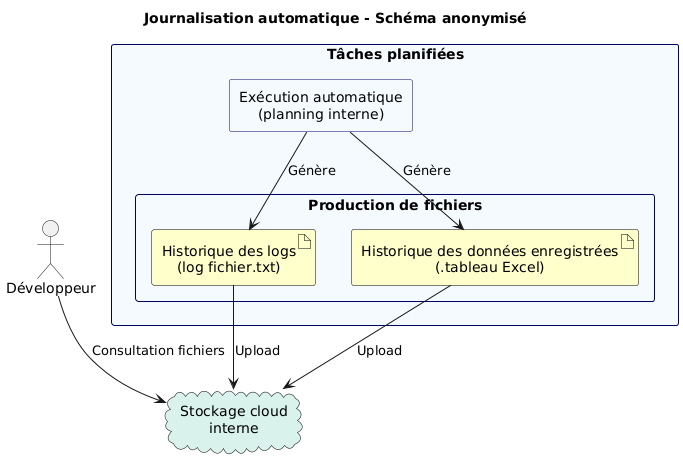 Journalisation automatique - Schéma anonymisé
Tâches planifiées
Exécution automatique
(planning interne)
Génère
Génère
Production de fichiers
Historique des logs
(log fichier.txt)
Historique des données enregistrées
(.tableau Excel)
Développeur
Consultation fichiers
Upload
Upload
Stockage cloud
interne